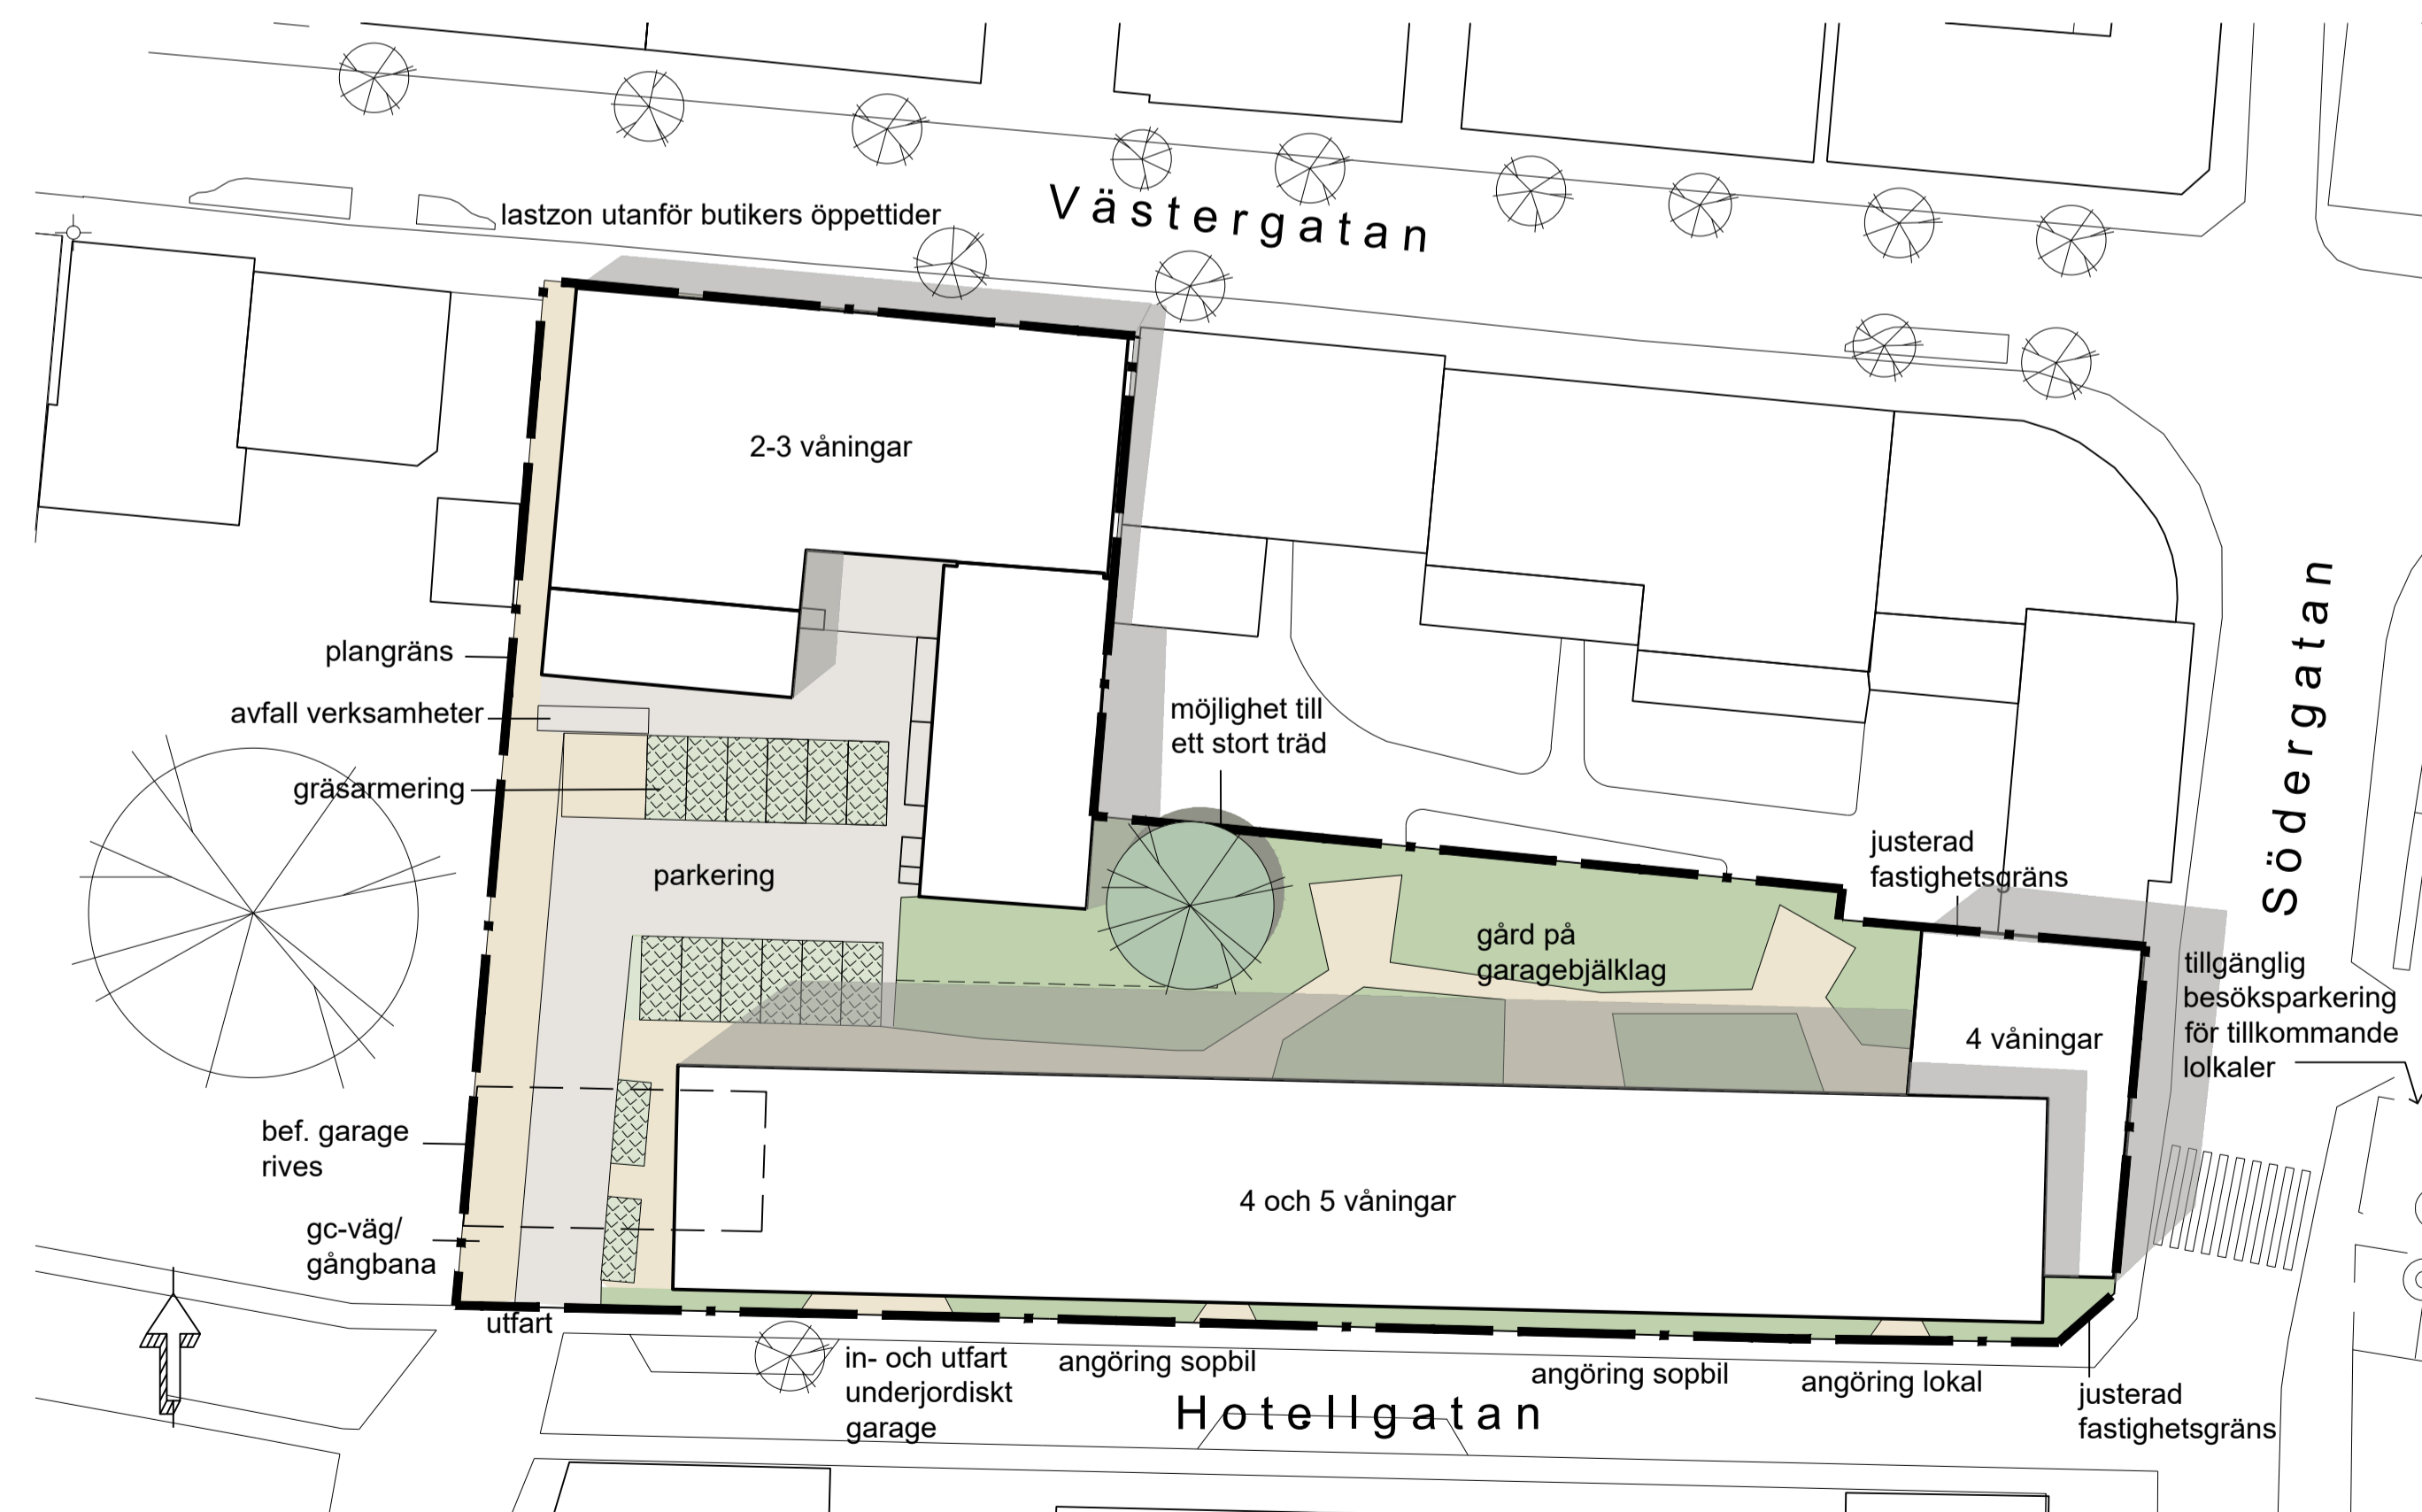 lastzon utanför butikers öppettider
Västergatan
2-3 våningar
Södergatan
plangräns
avfall verksamheter
möjlighet till
ett stort träd
gräsarmering
parkering
justerad
fastighetsgräns
gård på
garagebjälklag
tillgänglig
besöksparkering
för tillkommande
lolkaler
4 våningar
bef. garage
rives
4 och 5 våningar
gc-väg/
gångbana
utfart
in- och utfart
underjordiskt
garage
angöring sopbil
angöring sopbil
angöring lokal
justerad
fastighetsgräns
Hotellgatan